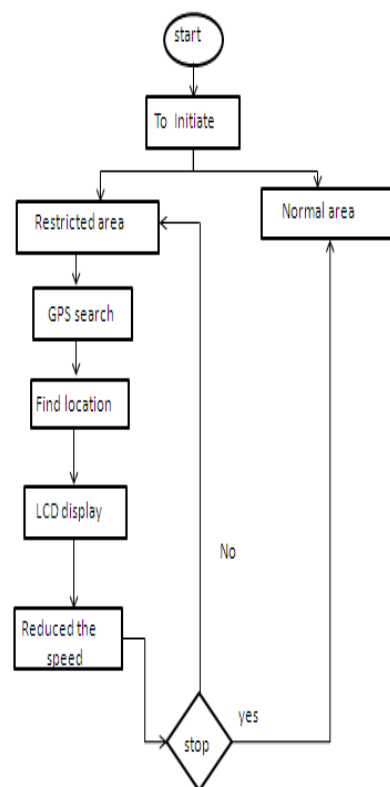 start
To Initiate
Restricted area
Normal area
GPS search
Find location
LCD display
No
Reduced the
speed
yes
stop